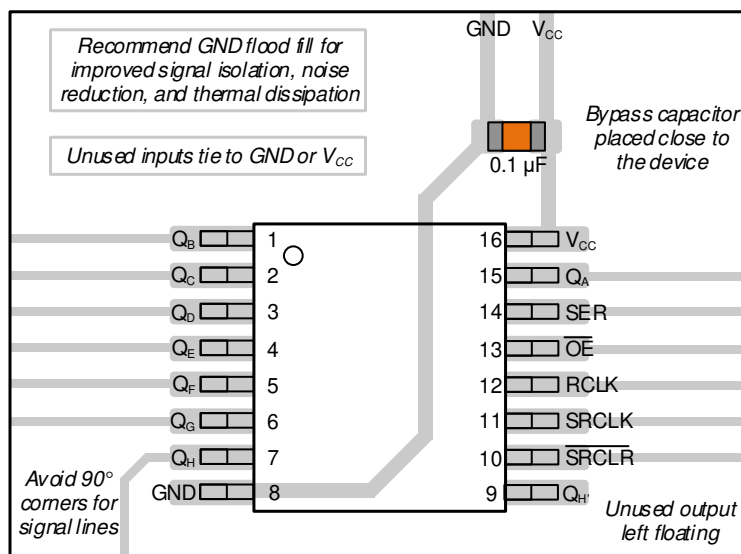 GND VCC
Recommend GND flood fill for
improved signal isolation, noise
reduction, and thermal dissipation
Unused inputs tie to GND or VCC
0.1 µF
Bypass capacitor
placed close to
the device
QB 1 16 VCC
QC 2 15 QA
QD 3 14 SER
QE 4 13 O̅E̅
QF 5 12 RCLK
QG 6 11 SRCLK
QH 7 10 S̅R̅C̅L̅R̅
GND 8 9 QH'
Avoid 90°
corners for
signal lines
Unused output
left floating